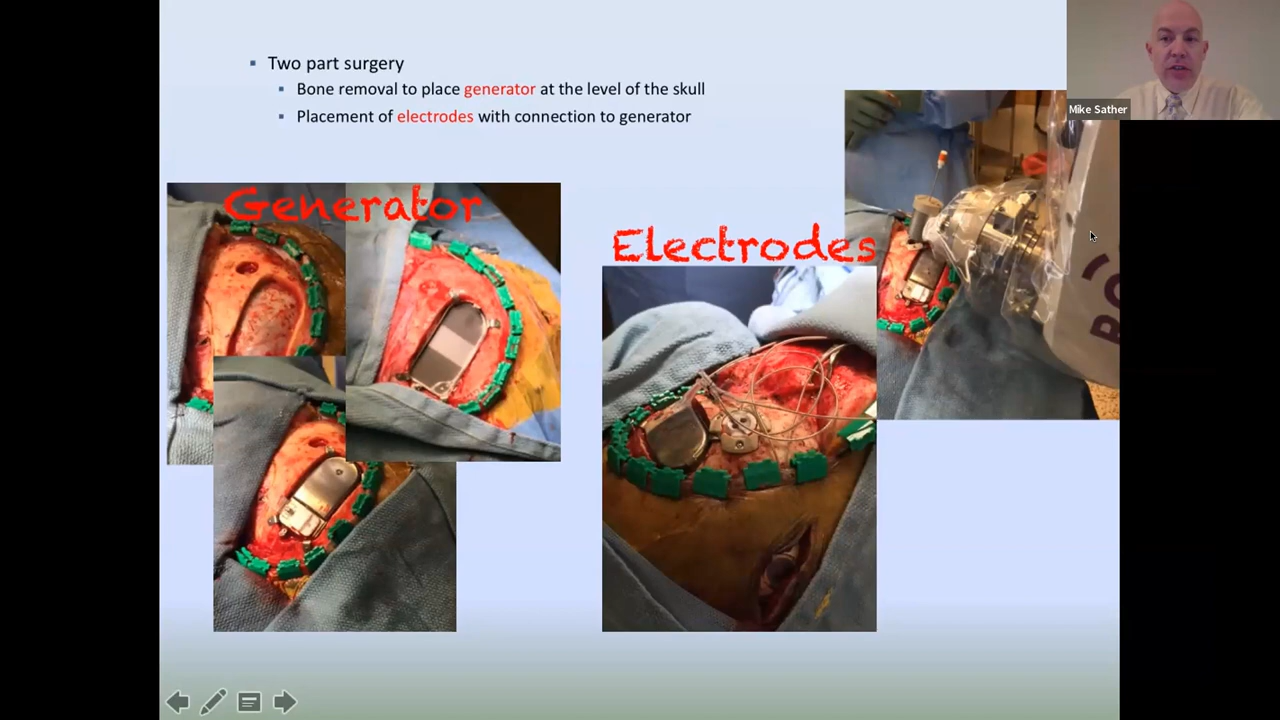 Two part surgery
Bone removal to place generator at the level of the skull
Placement of electrodes with connection to generator
Mike Sather
Generator
Electrodes